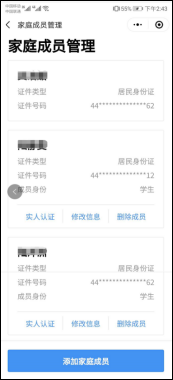 55% 下午2:43
家庭成员管理
家庭成员管理
证件类型 居民身份证
证件号码 44**************62
证件类型 居民身份证
证件号码 44**************12
成员身份 学生
实人认证 修改信息 删除成员
证件类型 居民身份证
证件号码 44**************62
成员身份 学生
实人认证 修改信息 删除成员
添加家庭成员